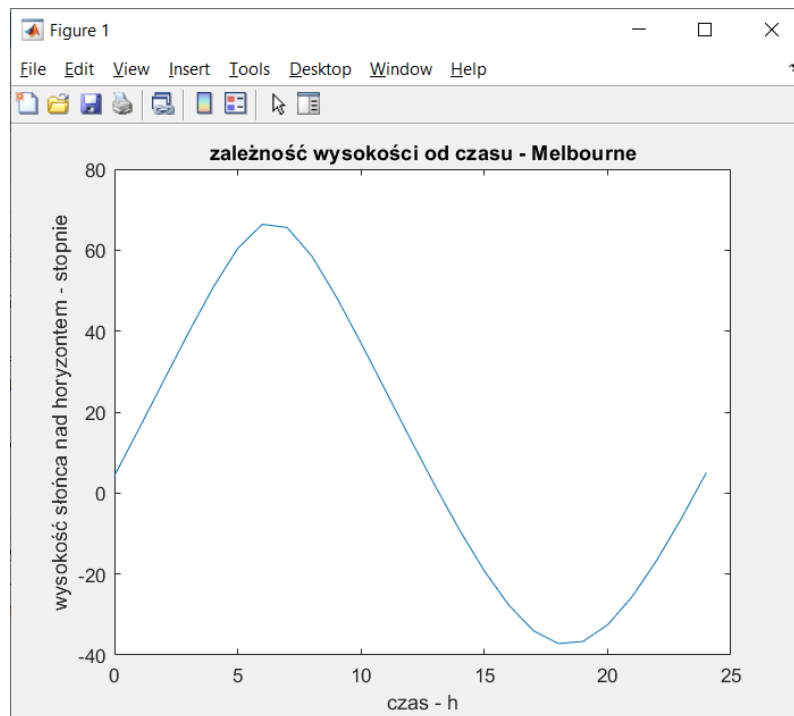 Figure 1
File Edit View Insert Tools Desktop Window Help
zależność wysokości od czasu - Melbourne
wysokość słońca nad horyzontem - stopnie
80
60
40
20
0
-20
-40
0 5 10 15 20 25
czas - h